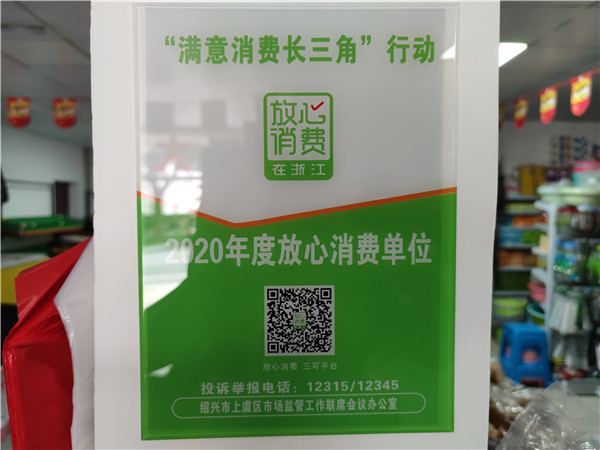 “满意消费长三角”行动
放心
消费
在浙江
2020年度放心消费单位
放心消费 三可平台
投诉举报电话：12315/12345
绍兴市上虞区市场监管工作联席会议办公室